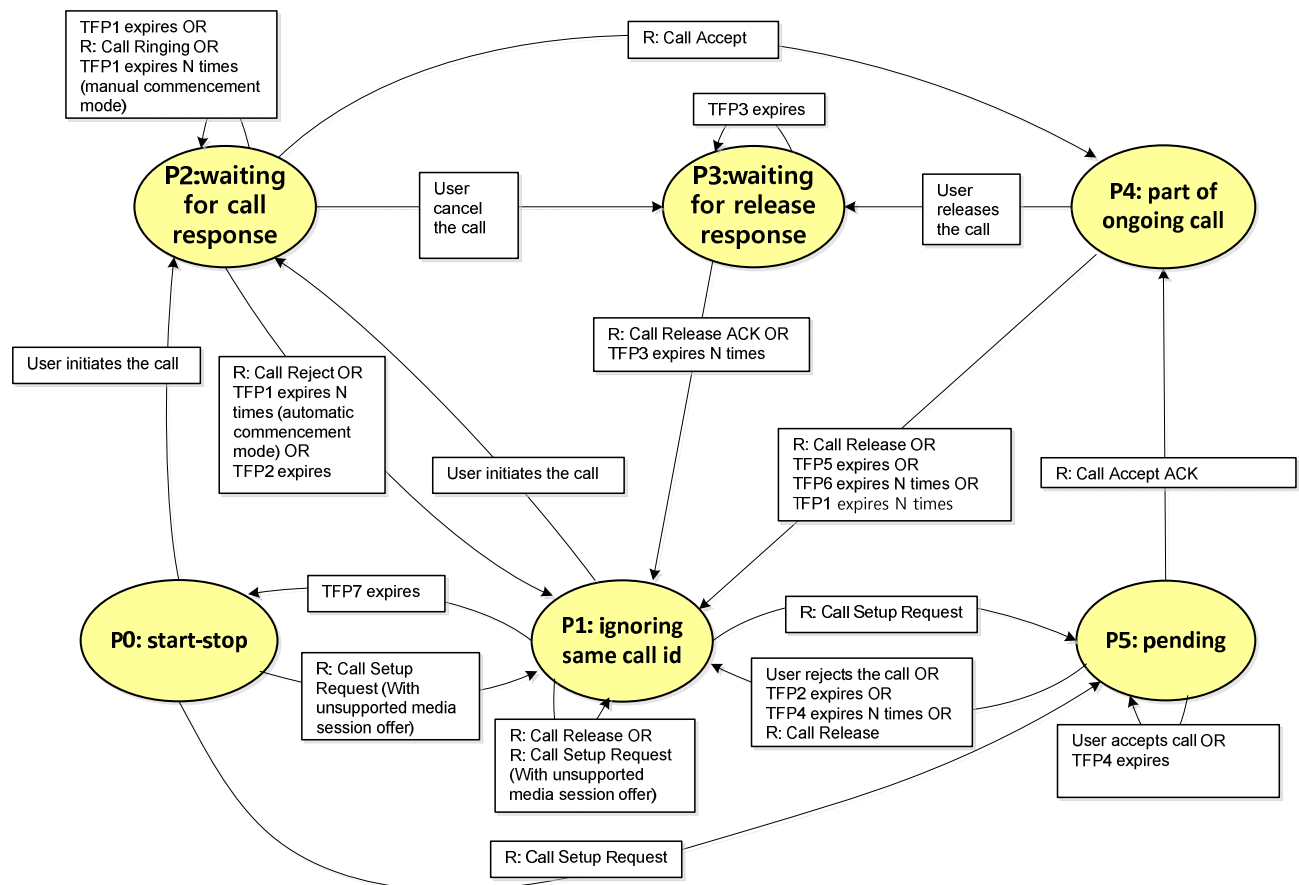 TFP1 expires OR
R: Call Ringing OR
TFP1 expires N times
(manual commencement
mode)
R: Call Accept
TFP3 expires
P2:waiting
for call
response
User
cancel
the call
P3:waiting
for release
response
User
releases
the call
P4: part of
ongoing call
User initiates the call
R: Call Reject OR
TFP1 expires N
times (automatic
commencement
mode) OR
TFP2 expires
R: Call Release ACK OR
TFP3 expires N times
User initiates the call
R: Call Release OR
TFP5 expires OR
TFP6 expires N times OR
TFP1 expires N times
R: Call Accept ACK
P0: start-stop
TFP7 expires
P1: ignoring
same call id
R: Call Setup Request
P5: pending
R: Call Setup
Request (With
unsupported media
session offer)
User rejects the call OR
TFP2 expires OR
TFP4 expires N times OR
R: Call Release
R: Call Release OR
R: Call Setup Request
(With unsupported
media session offer)
User accepts call OR
TFP4 expires
R: Call Setup Request